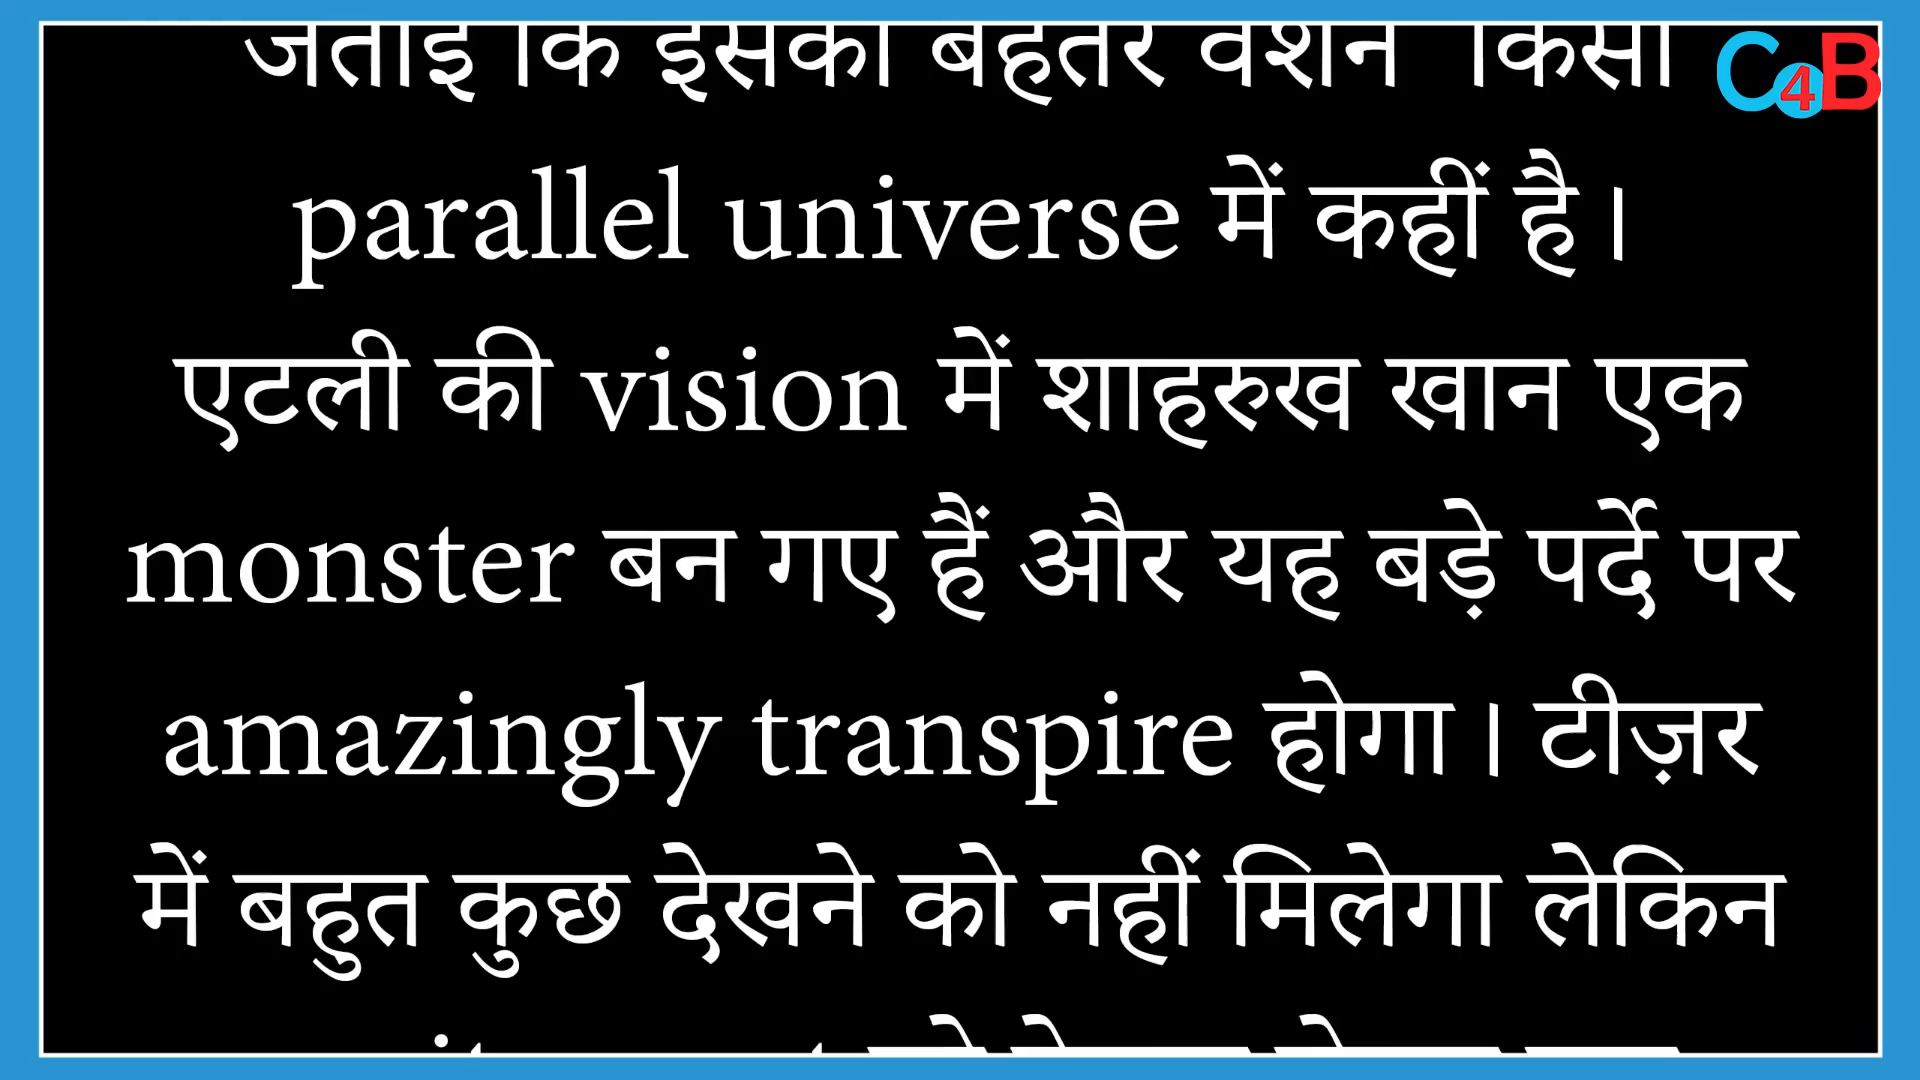 जताई कि इसका बेहतर वर्शन किसी
C4B
parallel universe में कहीं है।
एटली की vision में शाहरुख खान एक
monster बन गए हैं और यह बड़े पर्दे पर
amazingly transpire होगा। टीज़र
में बहुत कुछ देखने को नहीं मिलेगा लेकिन